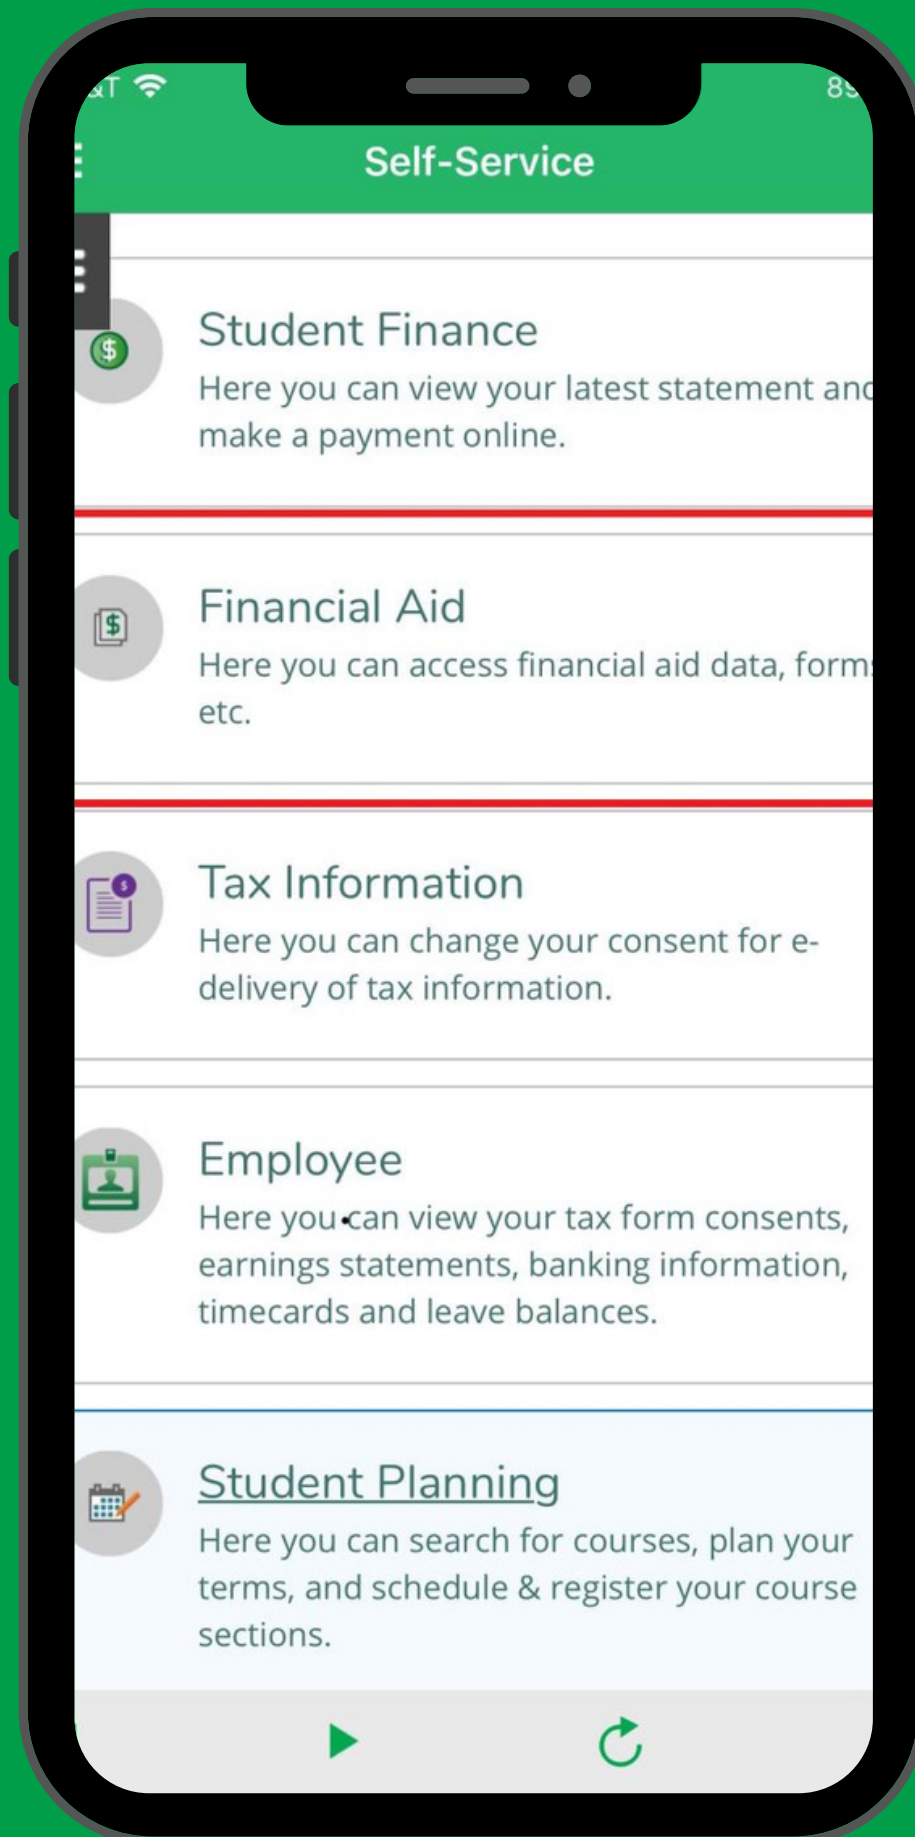 Self-Service
Student Finance
Here you can view your latest statement and
make a payment online.
Financial Aid
Here you can access financial aid data, forms
etc.
Tax Information
Here you can change your consent for e-
delivery of tax information.
Employee
Here you can view your tax form consents,
earnings statements, banking information,
timecards and leave balances.
Student Planning
Here you can search for courses, plan your
terms, and schedule & register your course
sections.